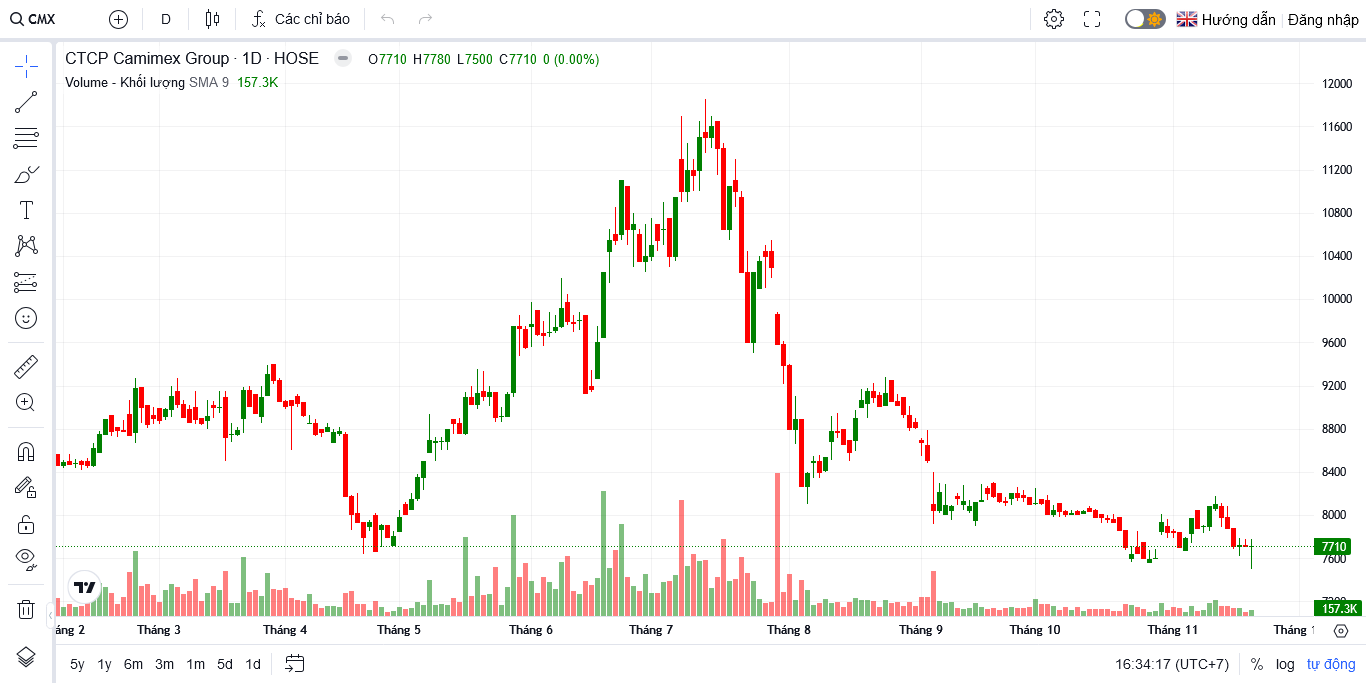 CMX D Các chỉ báo Hướng dẫn Đăng nhập
CTCP Camimex Group · 1D · HOSE O7710 H7780 L7500 C7710 0 (0.00%)
Volume - Khối lượng SMA 9 157.3K
12000
11600
11200
10800
10400
10000
9600
9200
8800
8400
8000
7710
7600
157.3K
Tháng 3 Tháng 4 Tháng 5 Tháng 6 Tháng 7 Tháng 8 Tháng 9 Tháng 10 Tháng 11
5y 1y 6m 3m 1m 5d 1d 16:34:17 (UTC+7) % log tự động